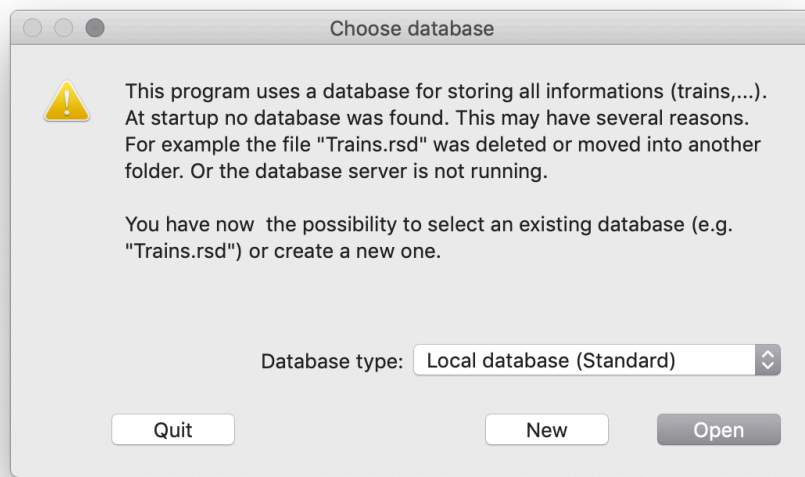 Choose database
This program uses a database for storing all informations (trains,...).
At startup no database was found. This may have several reasons.
For example the file "Trains.rsd" was deleted or moved into another
folder. Or the database server is not running.
You have now  the possibility to select an existing database (e.g.
"Trains.rsd") or create a new one.
Database type: Local database (Standard)
Quit New Open